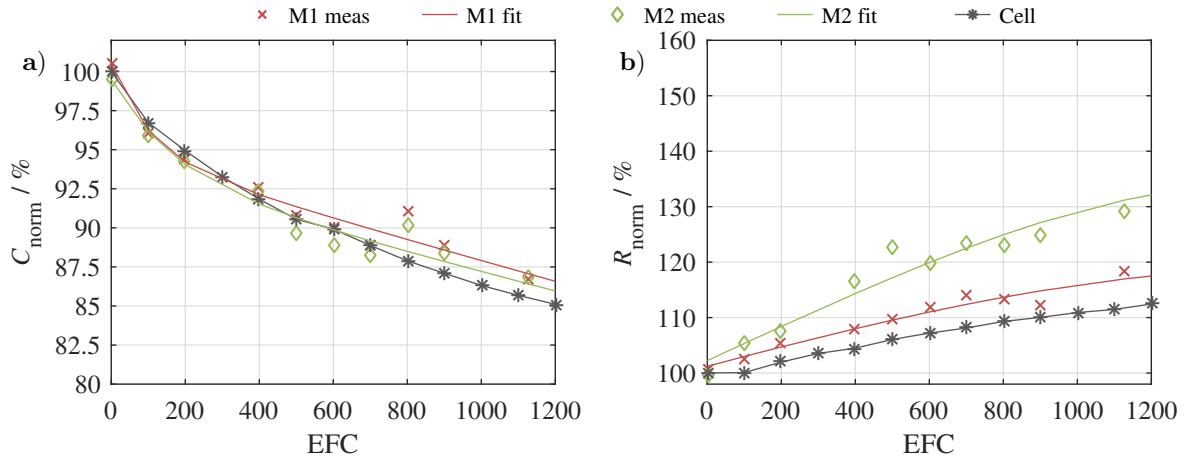 M1 meas M1 fit M2 meas M2 fit Cell
a)
100
97.5
95
92.5
90
87.5
85
82.5
80
C_norm / %
0 200 400 600 800 1000 1200
EFC
b)
160
150
140
130
120
110
100
R_norm / %
0 200 400 600 800 1000 1200
EFC